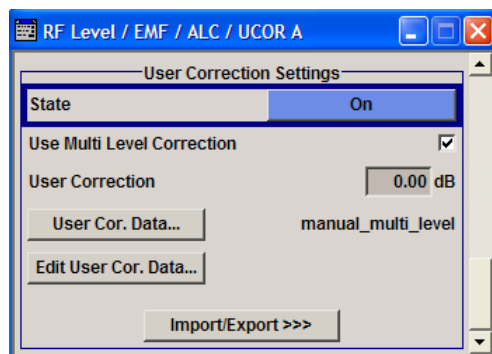 RF Level / EMF / ALC / UCOR A
User Correction Settings
State On
Use Multi Level Correction
User Correction 0.00 dB
User Cor. Data... manual_multi_level
Edit User Cor. Data...
Import/Export >>>